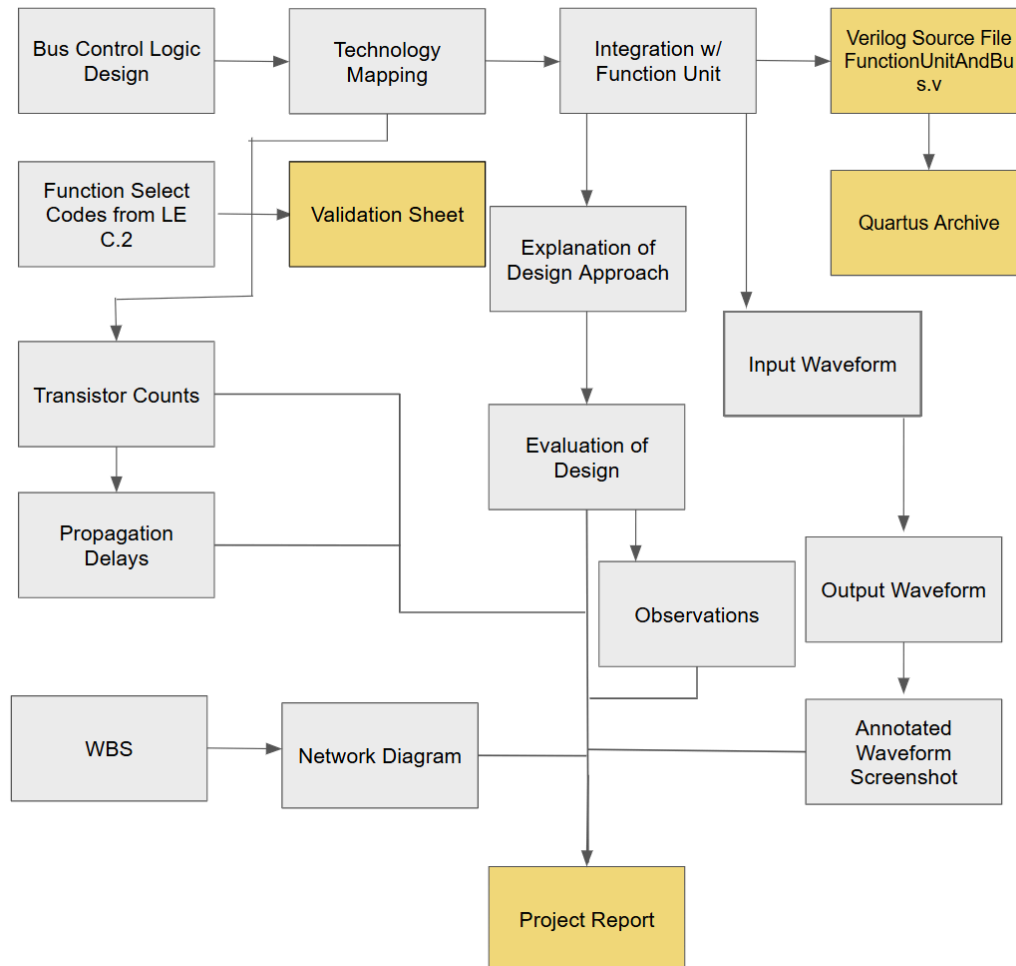 Bus Control Logic
Design
Technology
Mapping
Integration w/
Function Unit
Verilog Source File
FunctionUnitAndBu
s.v
Function Select
Codes from LE
C.2
Validation Sheet
Explanation of
Design Approach
Quartus Archive
Transistor Counts
Input Waveform
Evaluation of
Design
Propagation
Delays
Observations
Output Waveform
WBS
Network Diagram
Annotated
Waveform
Screenshot
Project Report